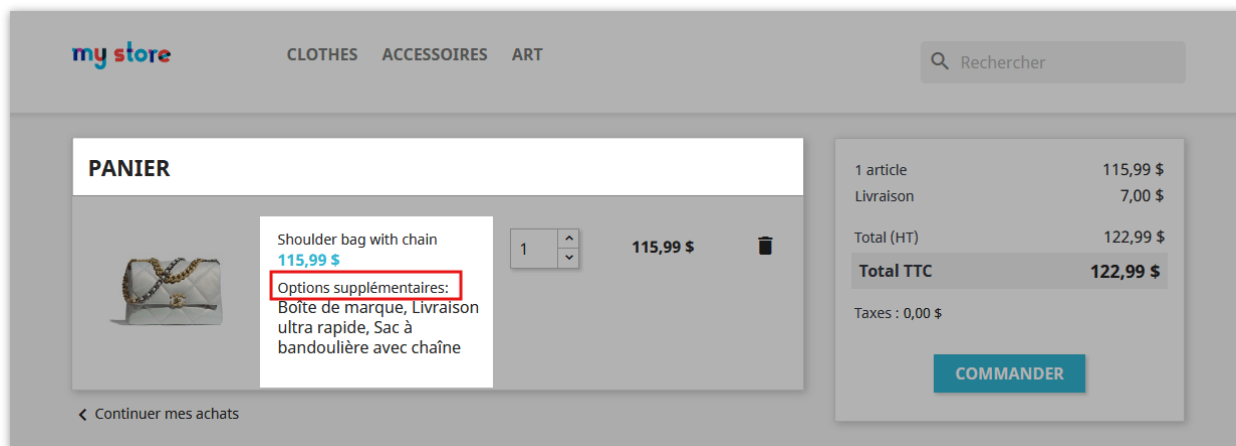 my store
CLOTHES ACCESSOIRES ART
Rechercher
PANIER
Shoulder bag with chain
115,99 $
Options supplémentaires:
Boîte de marque, Livraison
ultra rapide, Sac à
bandoulière avec chaîne
1
115,99 $
Continuer mes achats
1 article 115,99 $
Livraison 7,00 $
Total (HT) 122,99 $
Total TTC 122,99 $
Taxes : 0,00 $
COMMANDER